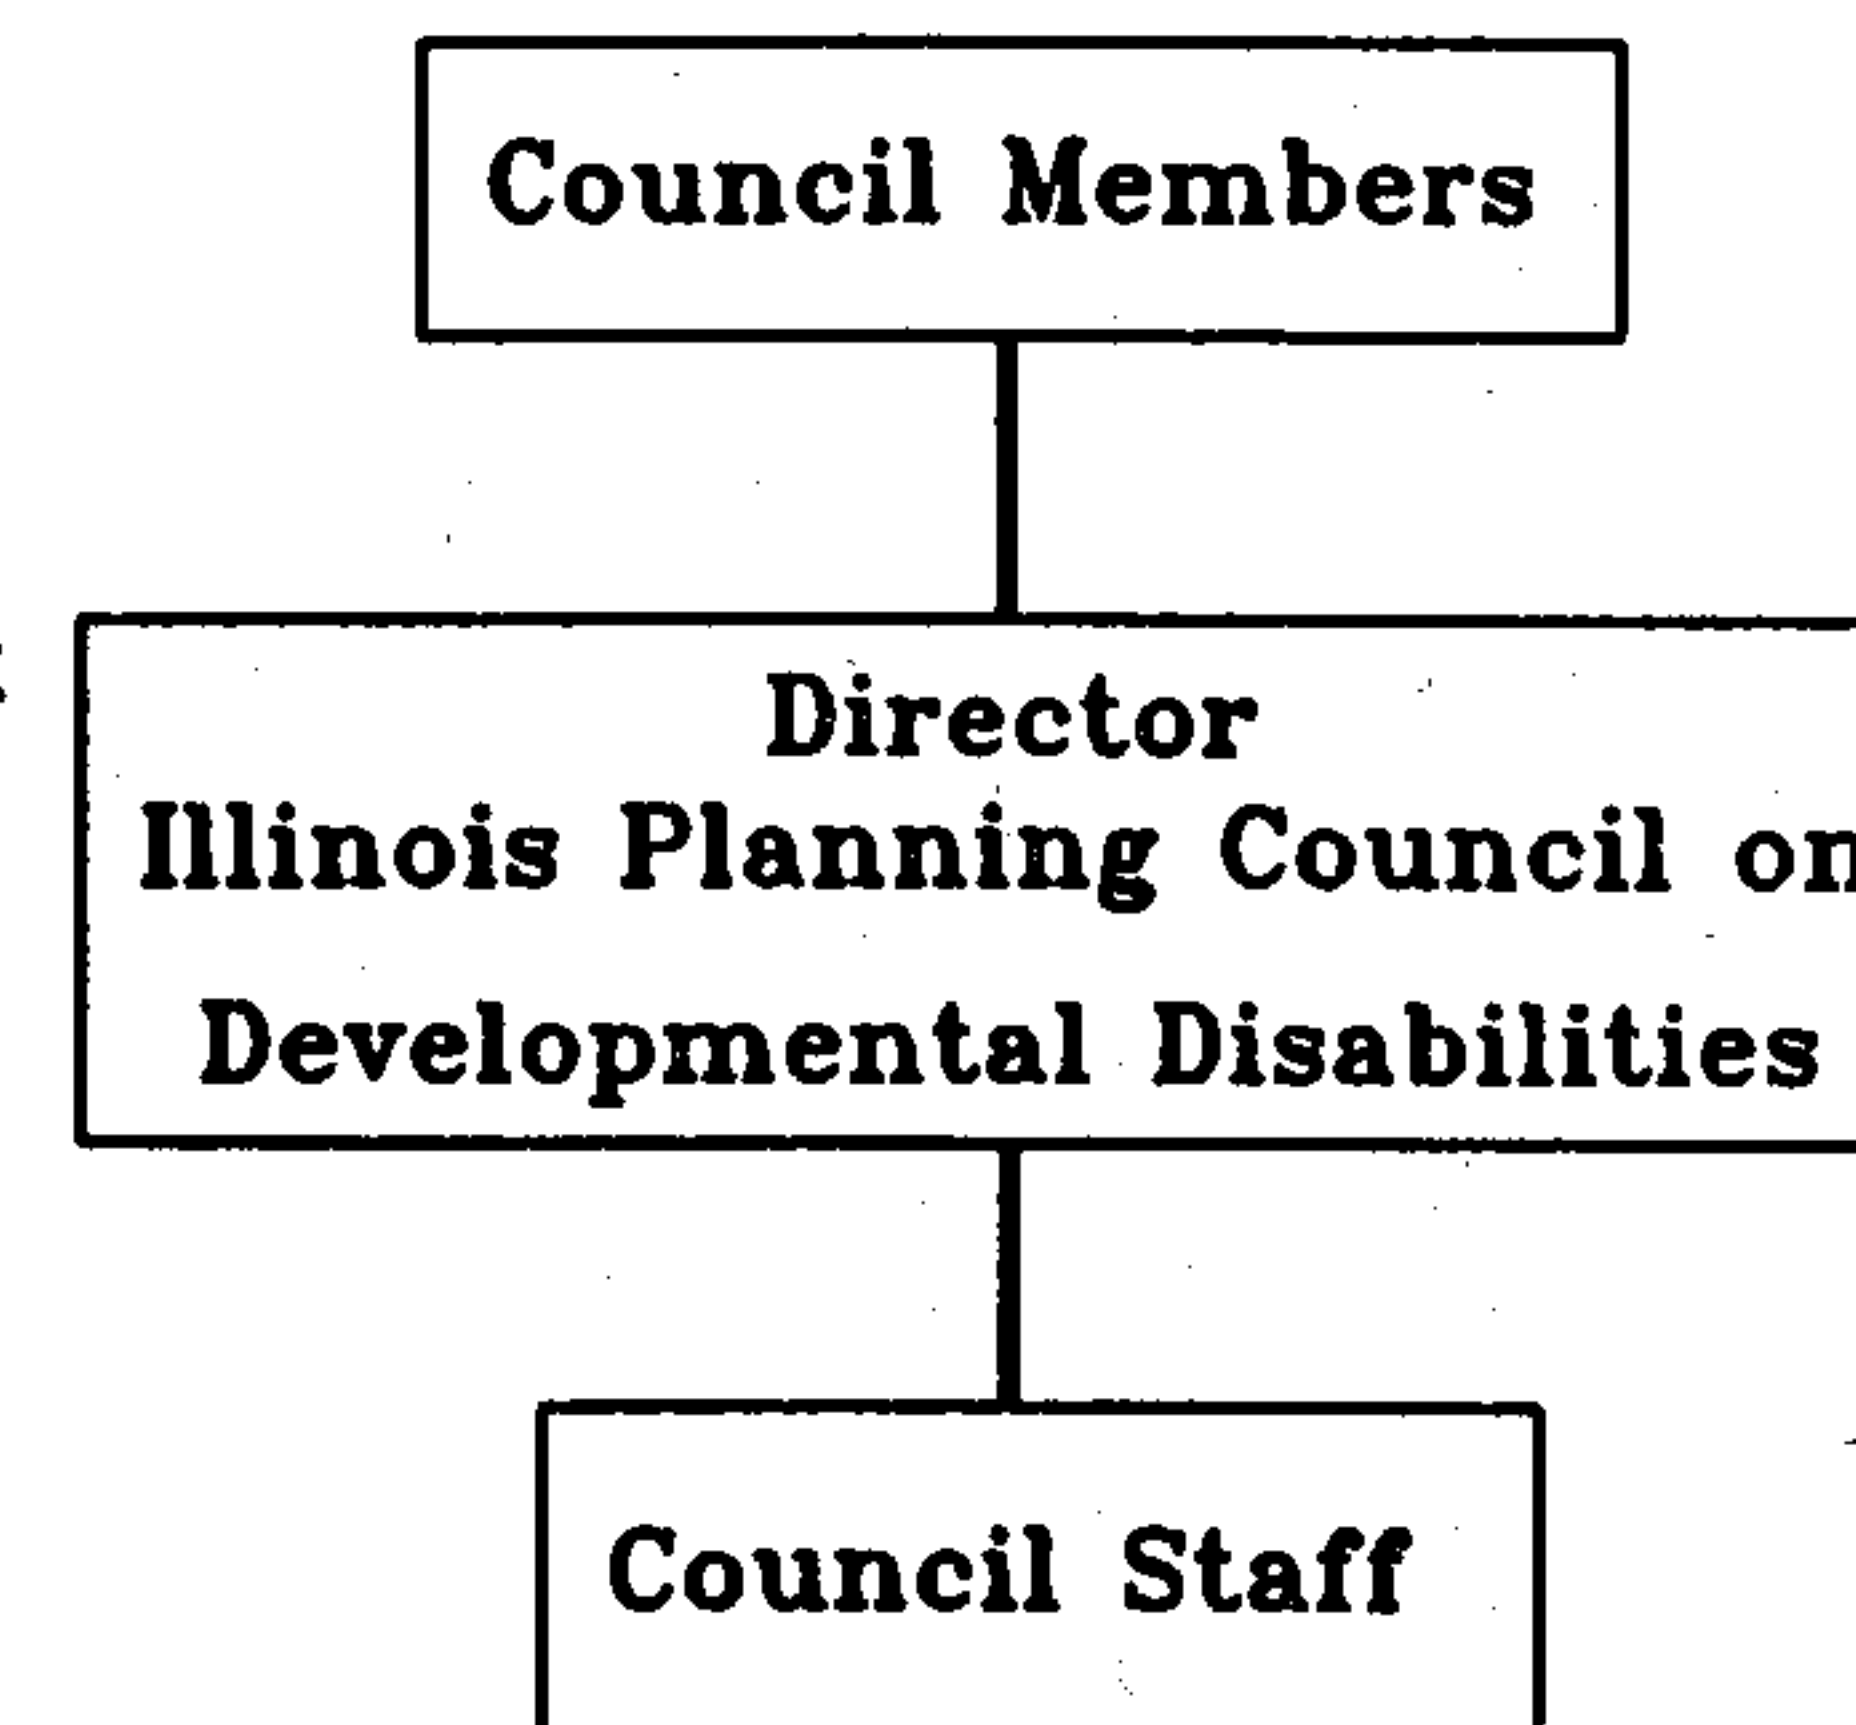 Council Members
Director
Illinois Planning Council on
Developmental Disabilities
Council Staff